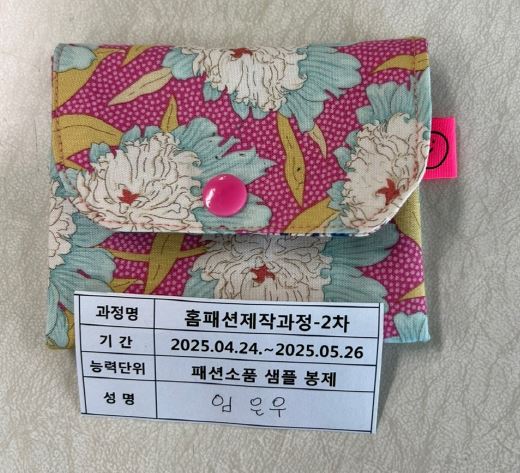 과정명 홈패션제작과정-2차
기 간 2025.04.24.~2025.05.26
능력단위 패션소품 샘플 봉제
성 명 임은우